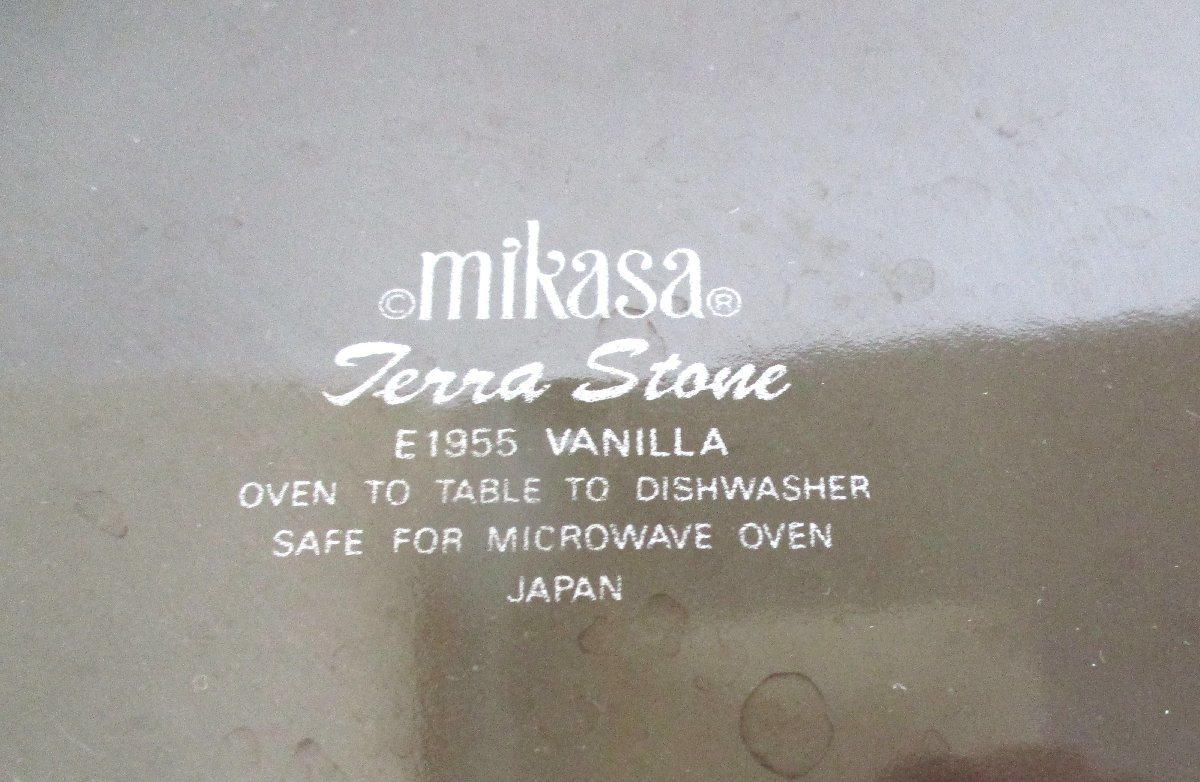 ©mikasa®
Terra Stone
E1955 VANILLA
OVEN TO TABLE TO DISHWASHER
SAFE FOR MICROWAVE OVEN
JAPAN